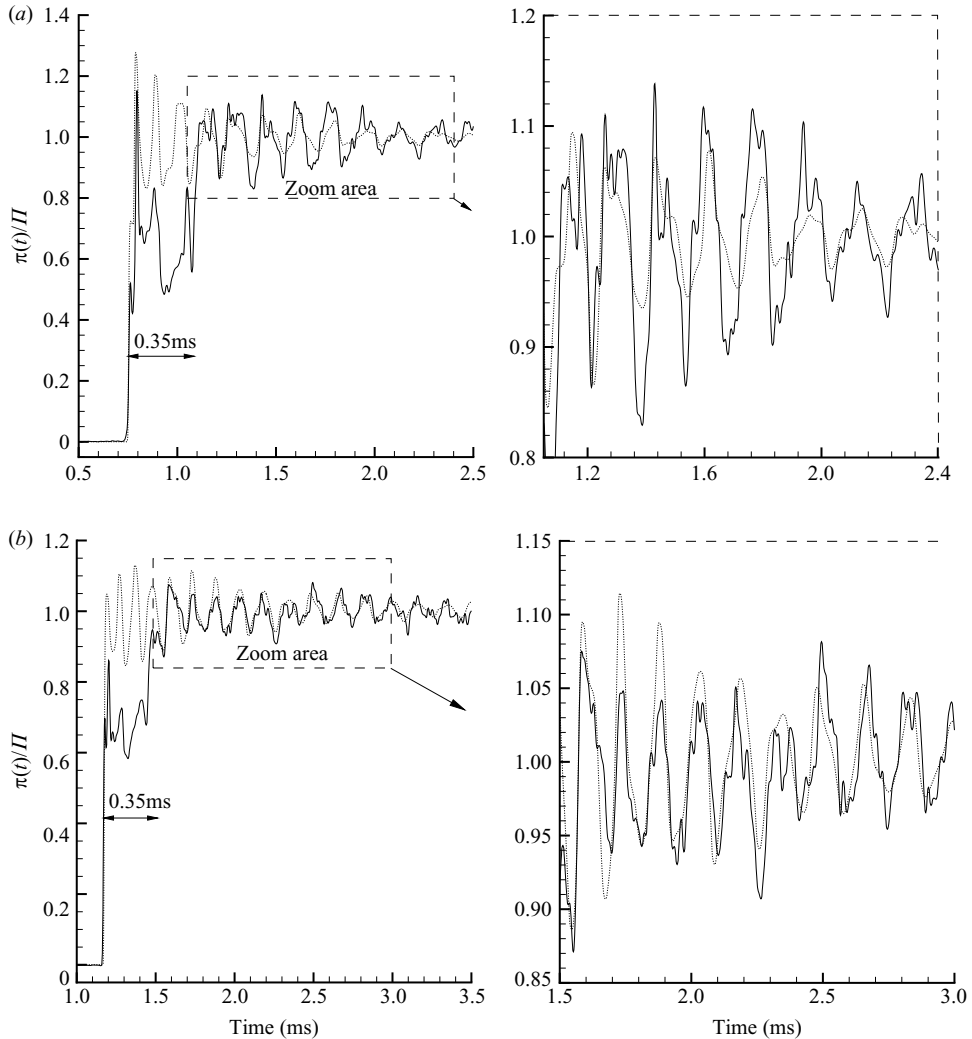 (a)
1.4
1.2
1.0
0.8
0.6
0.4
0.2
0
π(t)/Π
Zoom area
0.35ms
0.5 1.0 1.5 2.0 2.5
1.2
1.1
1.0
0.9
0.8
1.2 1.6 2.0 2.4
(b)
1.2
1.0
0.8
0.6
0.4
0.2
0
π(t)/Π
Zoom area
0.35ms
1.0 1.5 2.0 2.5 3.0 3.5
Time (ms)
1.15
1.10
1.05
1.00
0.95
0.90
0.85
1.5 2.0 2.5 3.0
Time (ms)